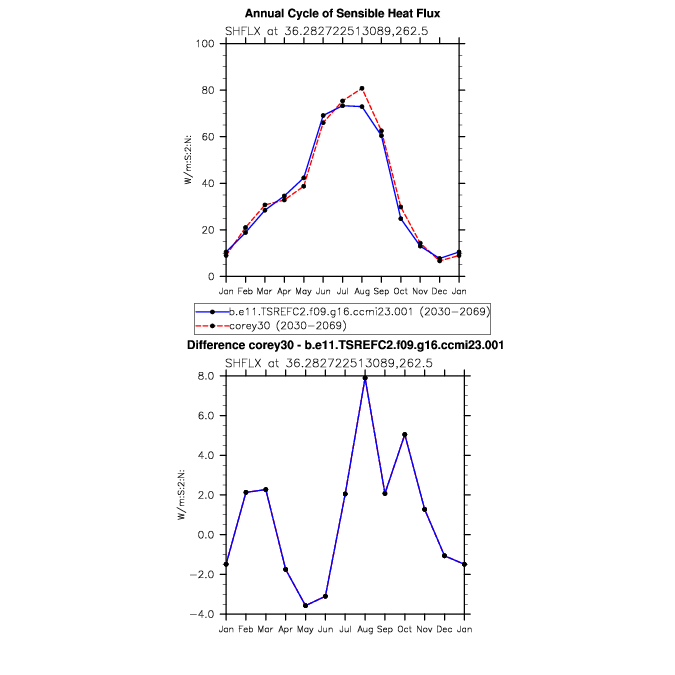 Annual Cycle of Sensible Heat Flux
SHFLX at 36.282722513089,262.5
100
80
60
40
20
0
W/m:S:2:N:
Jan Feb Mar Apr May Jun Jul Aug Sep Oct Nov Dec Jan
b.e11.TSREFC2.f09.g16.ccmi23.001 (2030-2069)
corey30 (2030-2069)
Difference corey30 - b.e11.TSREFC2.f09.g16.ccmi23.001
SHFLX at 36.282722513089,262.5
8.0
6.0
4.0
2.0
0.0
-2.0
-4.0
W/m:S:2:N:
Jan Feb Mar Apr May Jun Jul Aug Sep Oct Nov Dec Jan